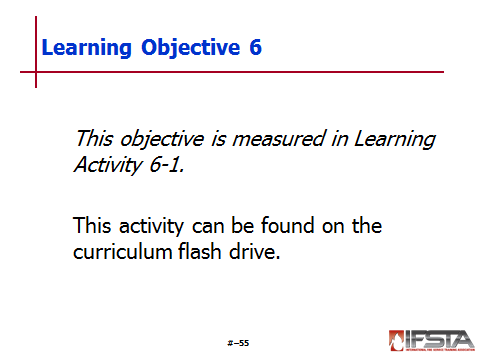 Learning Objective 6
This objective is measured in Learning
Activity 6-1.
This activity can be found on the
curriculum flash drive.
#–55
IFSTA
INTERNATIONAL FIRE SERVICE TRAINING ASSOCIATION